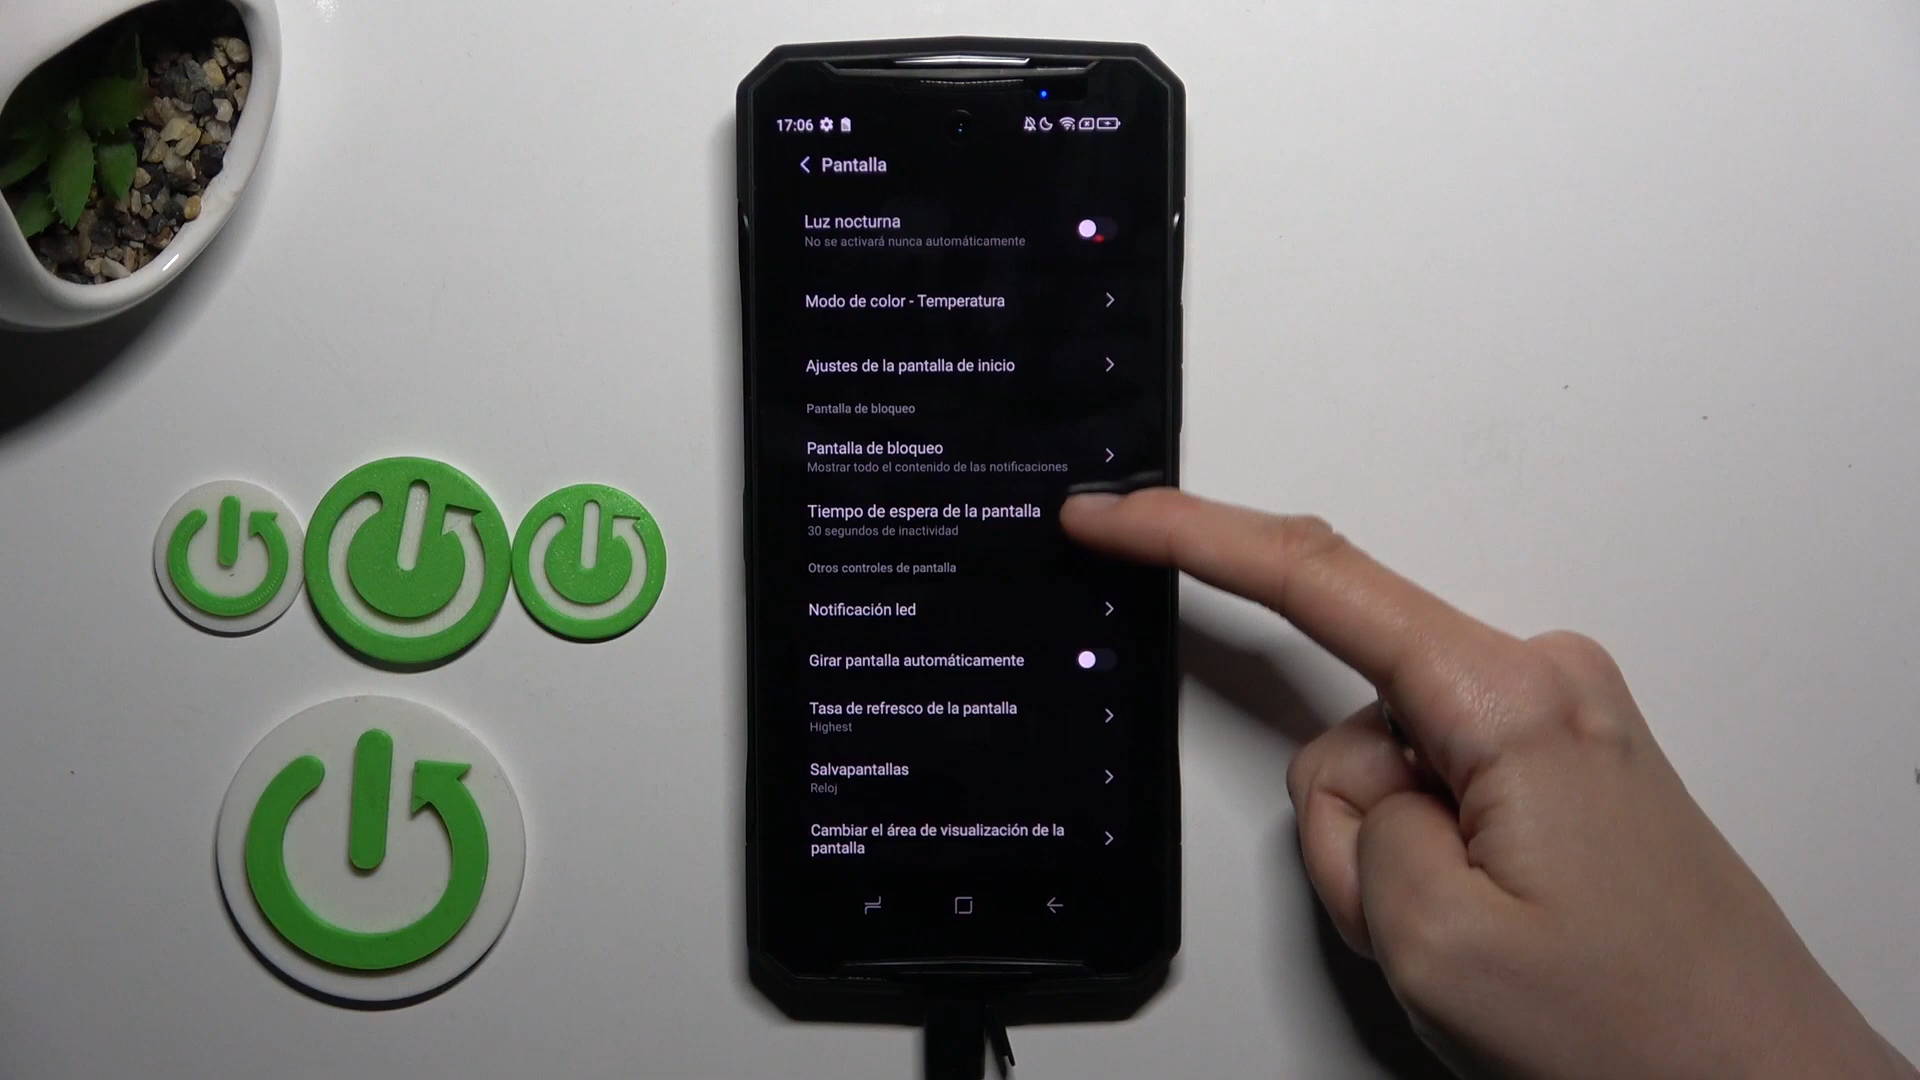 17:06
Pantalla
Luz nocturna
No se activará nunca automáticamente
Modo de color - Temperatura
Ajustes de la pantalla de inicio
Pantalla de bloqueo
Pantalla de bloqueo
Mostrar todo el contenido de las notificaciones
Tiempo de espera de la pantalla
30 segundos de inactividad
Otros controles de pantalla
Notificación led
Girar pantalla automáticamente
Tasa de refresco de la pantalla
Highest
Salvapantallas
Reloj
Cambiar el área de visualización de la
pantalla